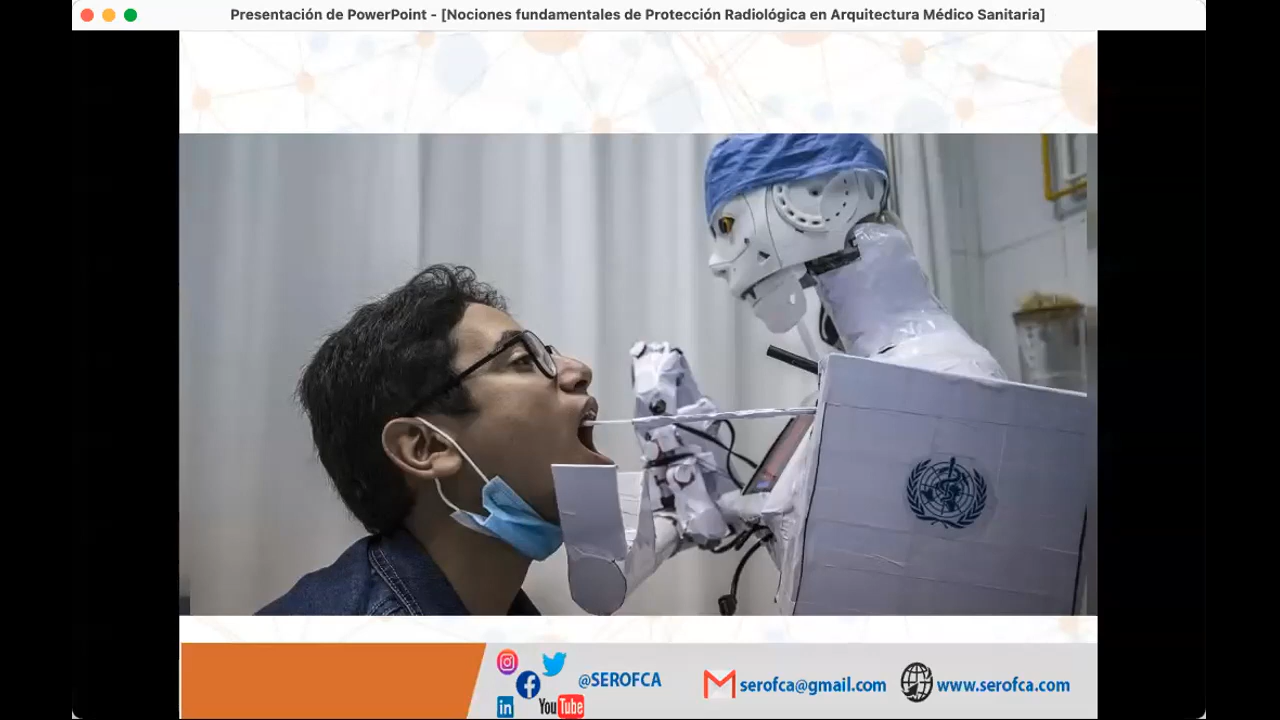 Presentación de PowerPoint - [Nociones fundamentales de Protección Radiológica en Arquitectura Médico Sanitaria]
@SEROFCA
serofca@gmail.com
www.serofca.com
in
YouTube